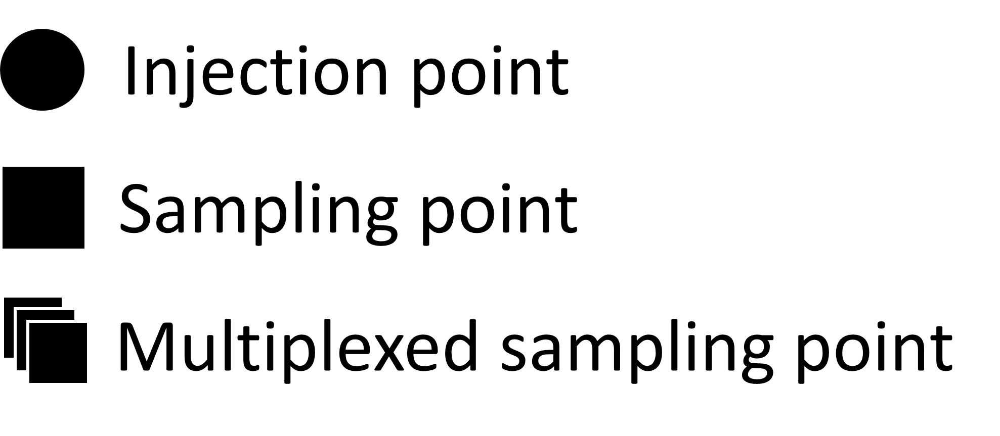 Injection point
Sampling point
Multiplexed sampling point